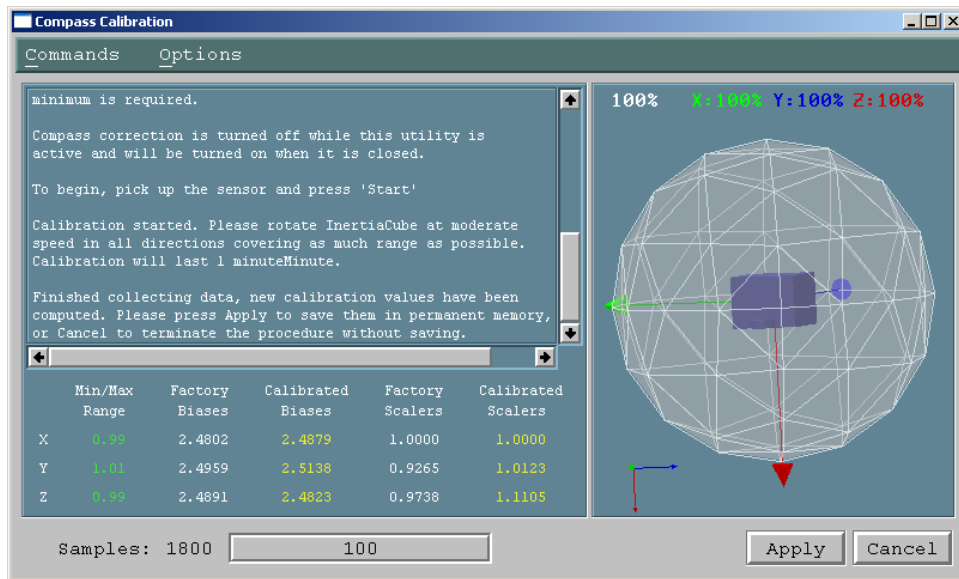 Compass Calibration
Commands Options
minimum is required.
Compass correction is turned off while this utility is
active and will be turned on when it is closed.
To begin, pick up the sensor and press 'Start'
Calibration started. Please rotate InertiaCube at moderate
speed in all directions covering as much range as possible.
Calibration will last 1 minuteMinute.
Finished collecting data, new calibration values have been
computed. Please press Apply to save them in permanent memory,
or Cancel to terminate the procedure without saving.
100% X:100% Y:100% Z:100%
Min/Max Factory Calibrated Factory Calibrated
Range Biases Biases Scalers Scalers
X 0.99 2.4802 2.4879 1.0000 1.0000
Y 1.01 2.4959 2.5138 0.9265 1.0123
Z 0.99 2.4891 2.4823 0.9738 1.1105
Samples: 1800 100 Apply Cancel